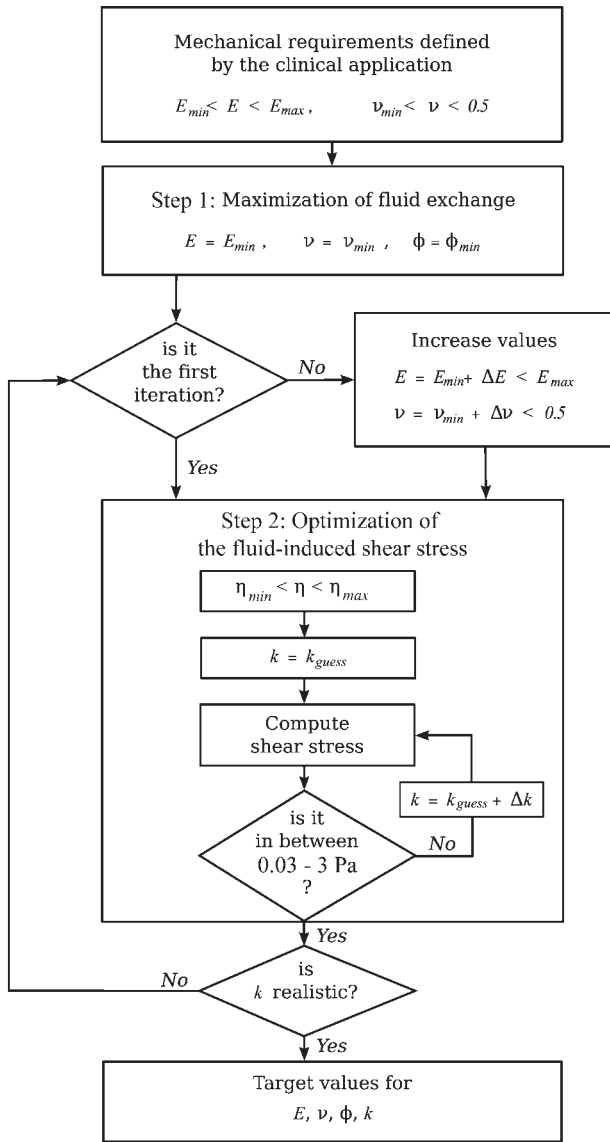 Mechanical requirements defined
by the clinical application
E_min < E < E_max ,   ν_min < ν < 0.5
Step 1: Maximization of fluid exchange
E = E_min ,   ν = ν_min ,   ϕ = ϕ_min
is it
the first
iteration?
No
Yes
Increase values
E = E_min + ΔE < E_max
ν = ν_min + Δν < 0.5
Step 2: Optimization of
the fluid-induced shear stress
η_min < η < η_max
k = k_guess
Compute
shear stress
k = k_guess + Δk
is it
in between
0.03 - 3 Pa
?
No
Yes
is
k realistic?
No
Yes
Target values for
E, ν, ϕ, k